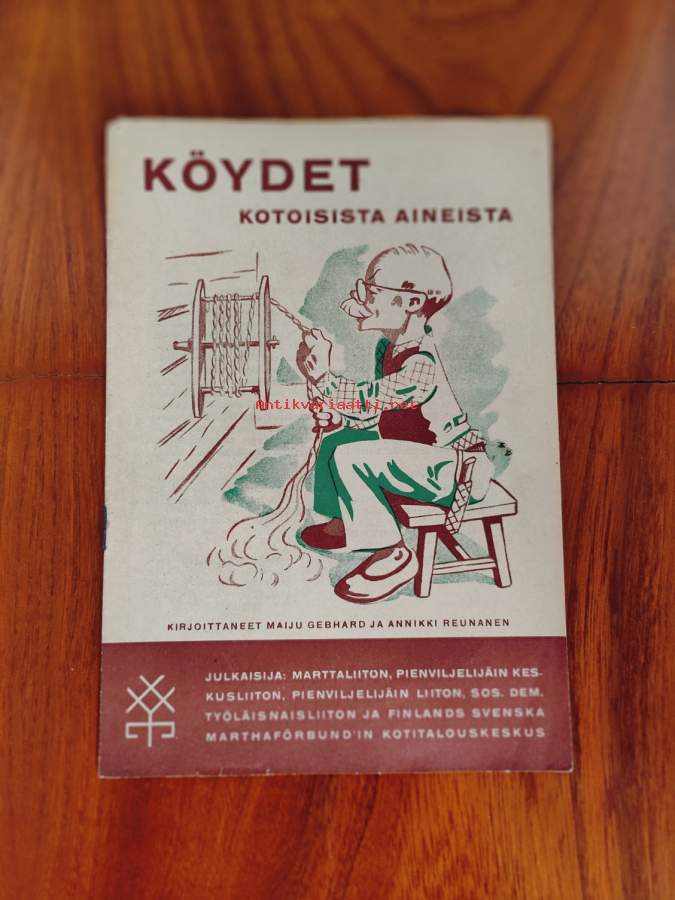 KÖYDET
KOTOISISTA AINEISTA
Antikvariaatti.net
KIRJOITTANEET MAIJU GEBHARD JA ANNIKKI REUNANEN
JULKAISIJA: MARTTALIITON, PIENVILJELIJÄIN KES-
KUSLIITON, PIENVILJELIJÄIN LIITON, SOS. DEM.
TYÖLÄISNAISLIITON JA FINLANDS SVENSKA
MARTHAFÖRBUND'IN KOTITALOUSKESKUS